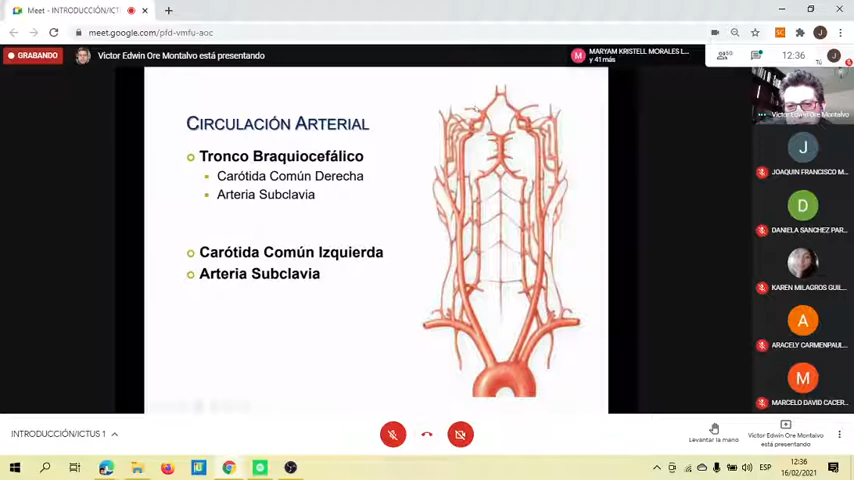 Meet - INTRODUCCIÓN/ICT
meet.google.com/pfd-vmfu-aoc
GRABANDO
Victor Edwin Ore Montalvo está presentando
MARYAM KRISTELL MORALES L...
y 41 más
50
12:36
Tú
J
CIRCULACIÓN ARTERIAL
Tronco Braquiocefálico
Carótida Común Derecha
Arteria Subclavia
Carótida Común Izquierda
Arteria Subclavia
Victor Edwin Ore Montalvo
J
JOAQUIN FRANCISCO M...
D
DANIELA SANCHEZ PAR...
KAREN MILAGROS GUIL...
A
ARACELY CARMENPAUL...
M
MARCELO DAVID CACER...
INTRODUCCIÓN/ICTUS 1
Levantar la mano
Victor Edwin Ore Montalvo
está presentando
ESP
12:36
16/02/2021